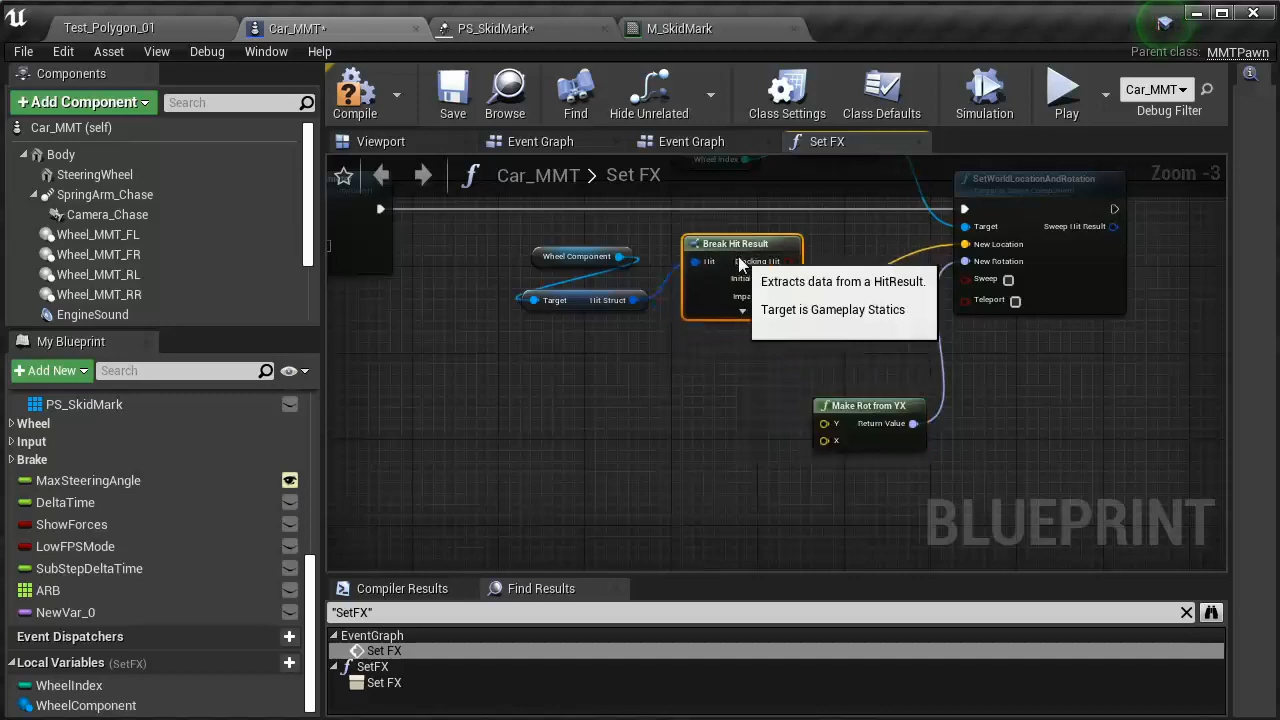 Test_Polygon_01
Car_MMT*
PS_SkidMark*
M_SkidMark
File Edit Asset View Debug Window Help
Parent class: MMTPawn
Components
+ Add Component
Search
Car_MMT (self)
Body
SteeringWheel
SpringArm_Chase
Camera_Chase
Wheel_MMT_FL
Wheel_MMT_FR
Wheel_MMT_RL
Wheel_MMT_RR
EngineSound
My Blueprint
+ Add New
Search
PS_SkidMark
Wheel
Input
Brake
MaxSteeringAngle
DeltaTime
ShowForces
LowFPSMode
SubStepDeltaTime
ARB
NewVar_0
Event Dispatchers
Local Variables (SetFX)
WheelIndex
WheelComponent
Compile
Save
Browse
Find
Hide Unrelated
Class Settings
Class Defaults
Simulation
Play
Car_MMT
Debug Filter
Viewport
Event Graph
Event Graph
Set FX
Car_MMT > Set FX
Zoom -3
Wheel Index
SetWorldLocationAndRotation
Target is Scene Component
Target
Sweep Hit Result
New Location
New Rotation
Sweep
Teleport
Wheel Component
Target Hit Struct
Break Hit Result
Hit
Extracts data from a HitResult.
Target is Gameplay Statics
Make Rot from YX
Y Return Value
X
BLUEPRINT
Compiler Results
Find Results
"SetFX"
EventGraph
Set FX
SetFX
Set FX